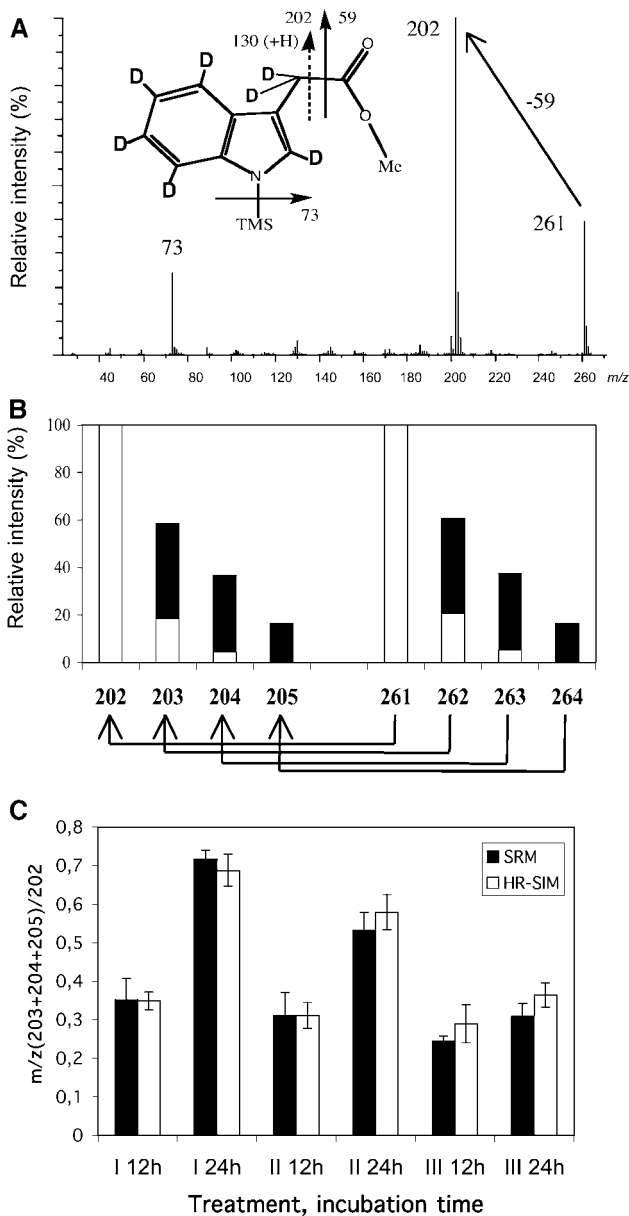 A
Relative intensity (%)
202
59
130 (+H)
D
D
D
D
D
D
D
O
O
Me
N
TMS
73
202
-59
261
73
40 60 80 100 120 140 160 180 200 220 240 260 m/z
B
Relative intensity (%)
100
80
60
40
20
0
202 203 204 205 261 262 263 264
C
m/z(203+204+205)/202
0,8
0,7
0,6
0,5
0,4
0,3
0,2
0,1
0
SRM
HR-SIM
I 12h I 24h II 12h II 24h III 12h III 24h
Treatment, incubation time